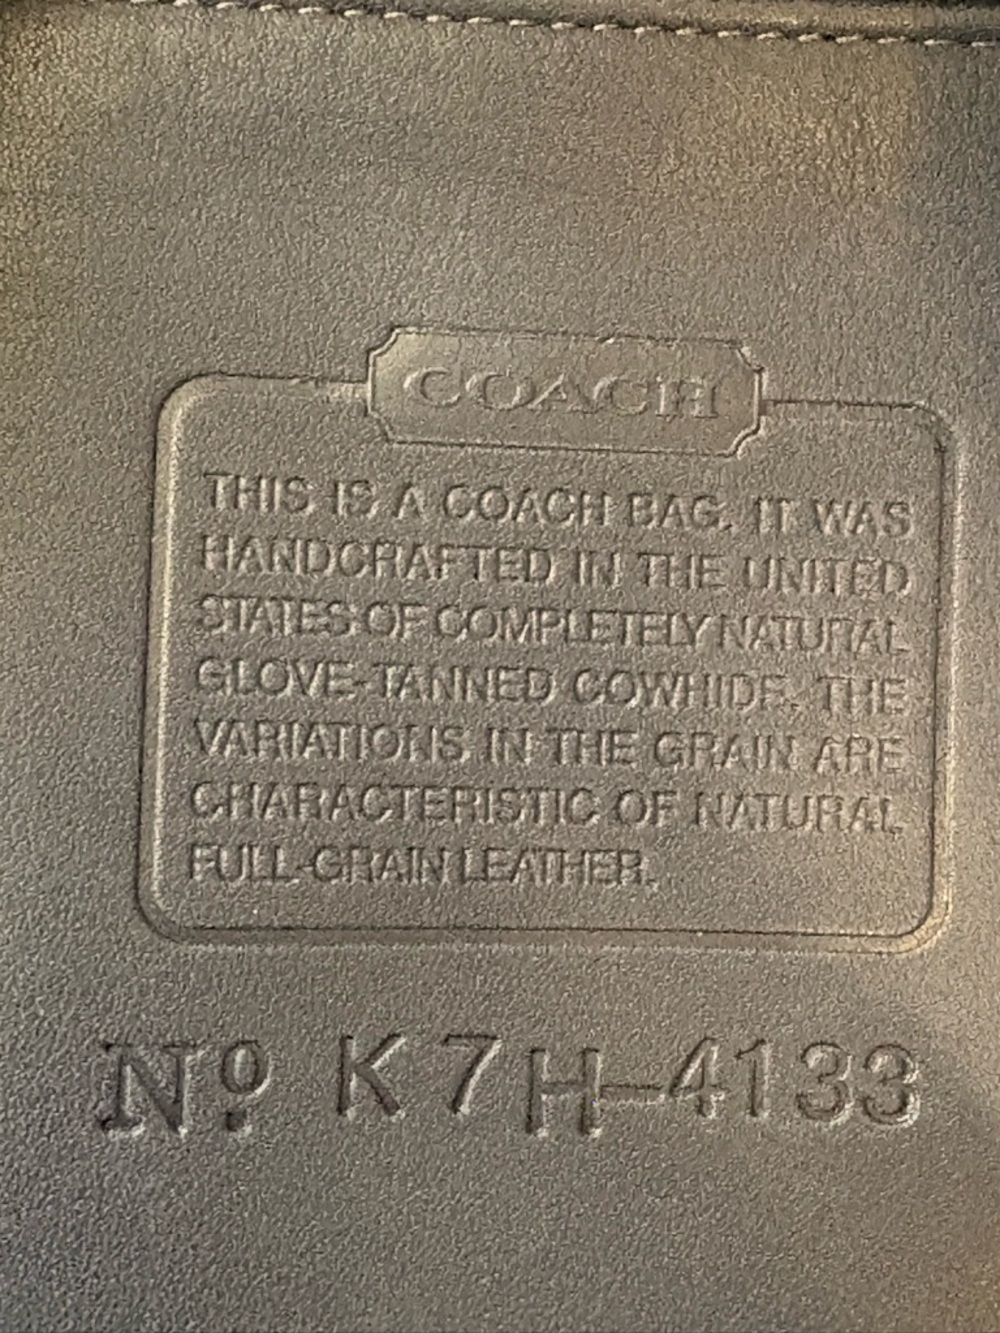 COACH
THIS IS A COACH BAG. IT WAS
HANDCRAFTED IN THE UNITED
STATES OF COMPLETELY NATURAL
GLOVE-TANNED COWHIDE. THE
VARIATIONS IN THE GRAIN ARE
CHARACTERISTIC OF NATURAL
FULL-GRAIN LEATHER.
Nº K7H-4133